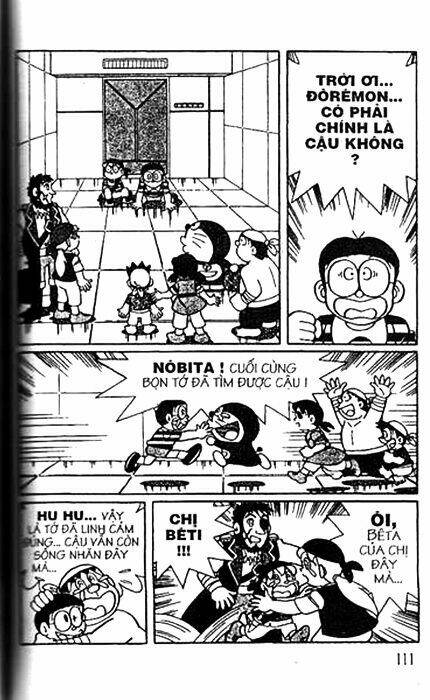 TRỜI ƠI...
ĐÔRÊMON...
CÓ PHẢI
CHÍNH LÀ
CẬU KHÔNG
?
NÔBITA ! CUỐI CÙNG
BỌN TỚ ĐÃ TÌM ĐƯỢC CẬU !
HU HU... VẬY
LÀ TỚ ĐÃ LINH CẢM
ĐÚNG... CẬU VẪN CÒN
SỐNG NHĂN ĐÂY
MÀ...
CHỊ
BÊTI
!!!
ÔI,
BÊTA
CỦA CHỊ
ĐÂY
MÀ...
111